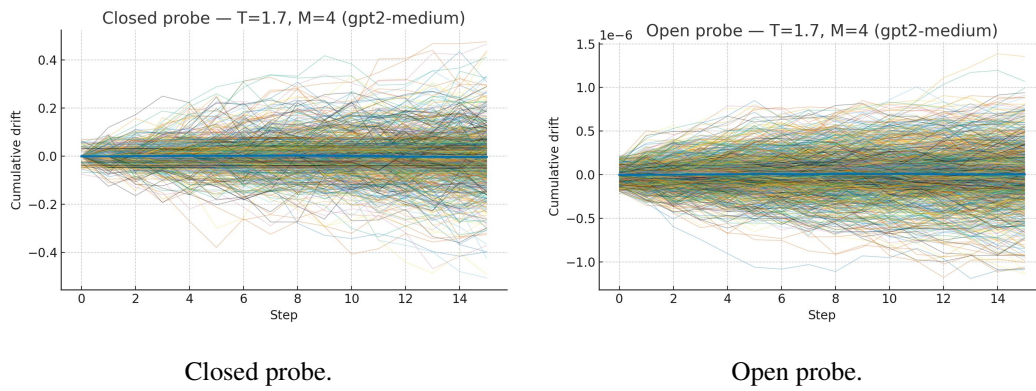 Closed probe — T=1.7, M=4 (gpt2-medium)
0.4
0.2
0.0
−0.2
−0.4
Cumulative drift
0 2 4 6 8 10 12 14
Step
Closed probe.
1e−6
Open probe — T=1.7, M=4 (gpt2-medium)
1.5
1.0
0.5
0.0
−0.5
−1.0
Cumulative drift
0 2 4 6 8 10 12 14
Step
Open probe.